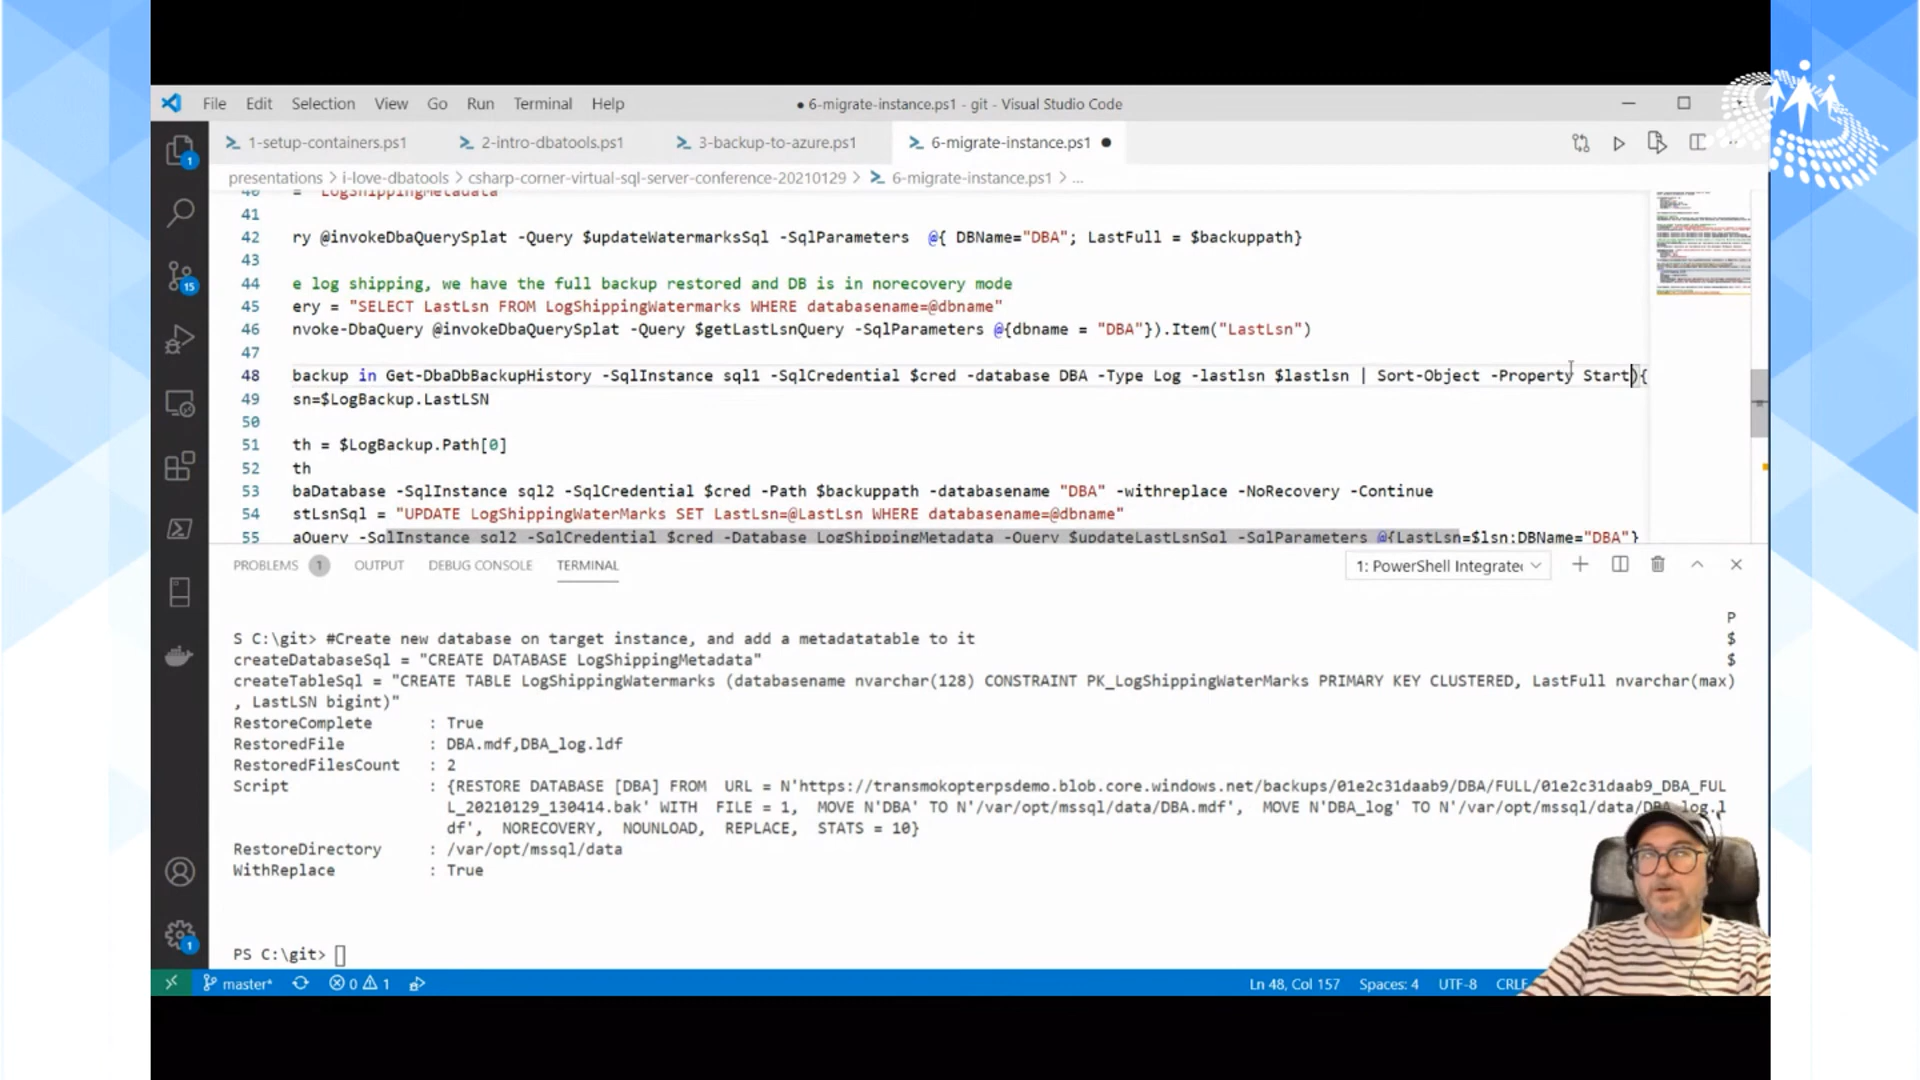 File Edit Selection View Go Run Terminal Help ● 6-migrate-instance.ps1 - git - Visual Studio Code
1-setup-containers.ps1 2-intro-dbatools.ps1 3-backup-to-azure.ps1 6-migrate-instance.ps1 ●
presentations > i-love-dbatools > csharp-corner-virtual-sql-server-conference-20210129 > 6-migrate-instance.ps1 > ...
40 = "LogShippingMetadata"
41
42 ry @invokeDbaQuerySplat -Query $updateWatermarksSql -SqlParameters @{ DBName="DBA"; LastFull = $backuppath}
43
44 e log shipping, we have the full backup restored and DB is in norecovery mode
45 ery = "SELECT LastLsn FROM LogShippingWatermarks WHERE databasename=@dbname"
46 nvoke-DbaQuery @invokeDbaQuerySplat -Query $getLastLsnQuery -SqlParameters @{dbname = "DBA"}).Item("LastLsn")
47
48 backup in Get-DbaDbBackupHistory -SqlInstance sql1 -SqlCredential $cred -database DBA -Type Log -lastlsn $lastlsn | Sort-Object -Property Start){
49 sn=$LogBackup.LastLSN
50
51 th = $LogBackup.Path[0]
52 th
53 baDatabase -SqlInstance sql2 -SqlCredential $cred -Path $backuppath -databasename "DBA" -withreplace -NoRecovery -Continue
54 stLsnSql = "UPDATE LogShippingWaterMarks SET LastLsn=@LastLsn WHERE databasename=@dbname"
55 aQuery -SqlInstance sql2 -SqlCredential $cred -Database LogShippingMetadata -Query $updateLastLsnSql -SqlParameters @{LastLsn=$lsn;DBName="DBA"}
PROBLEMS 1 OUTPUT DEBUG CONSOLE TERMINAL 1: PowerShell Integrate
P
S C:\git> #Create new database on target instance, and add a metadatatable to it $
createDatabaseSql = "CREATE DATABASE LogShippingMetadata" $
createTableSql = "CREATE TABLE LogShippingWatermarks (databasename nvarchar(128) CONSTRAINT PK_LogShippingWaterMarks PRIMARY KEY CLUSTERED, LastFull nvarchar(max)
, LastLSN bigint)"
RestoreComplete : True
RestoredFile : DBA.mdf,DBA_log.ldf
RestoredFilesCount : 2
Script : {RESTORE DATABASE [DBA] FROM URL = N'https://transmokopterpsdemo.blob.core.windows.net/backups/01e2c31daab9/DBA/FULL/01e2c31daab9_DBA_FUL
L_20210129_130414.bak' WITH FILE = 1, MOVE N'DBA' TO N'/var/opt/mssql/data/DBA.mdf', MOVE N'DBA_log' TO N'/var/opt/mssql/data/DBA_log.l
df', NORECOVERY, NOUNLOAD, REPLACE, STATS = 10}
RestoreDirectory : /var/opt/mssql/data
WithReplace : True
PS C:\git>
master* 0 1 Ln 48, Col 157 Spaces: 4 UTF-8 CRLF
1
15
1